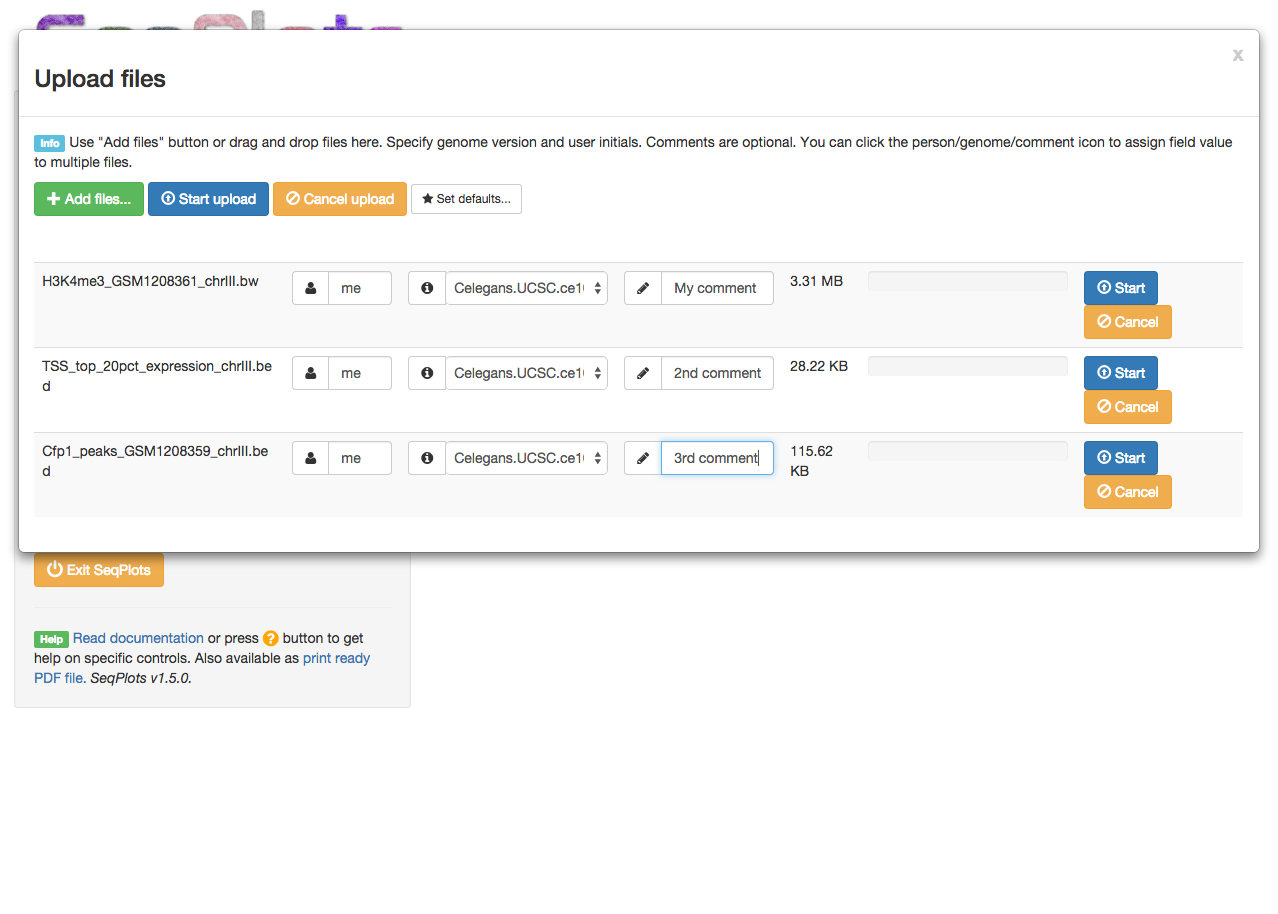 Upload files
x
Info Use "Add files" button or drag and drop files here. Specify genome version and user initials. Comments are optional. You can click the person/genome/comment icon to assign field value
to multiple files.
Add files... Start upload Cancel upload Set defaults...
H3K4me3_GSM1208361_chrIII.bw me Celegans.UCSC.ce1 My comment 3.31 MB Start
Cancel
TSS_top_20pct_expression_chrIII.be me Celegans.UCSC.ce1 2nd comment 28.22 KB Start
d
Cancel
Cfp1_peaks_GSM1208359_chrIII.be me Celegans.UCSC.ce1 3rd comment 115.62 Start
d KB
Cancel
Exit SeqPlots
Help Read documentation or press ? button to get
help on specific controls. Also available as print ready
PDF file. SeqPlots v1.5.0.